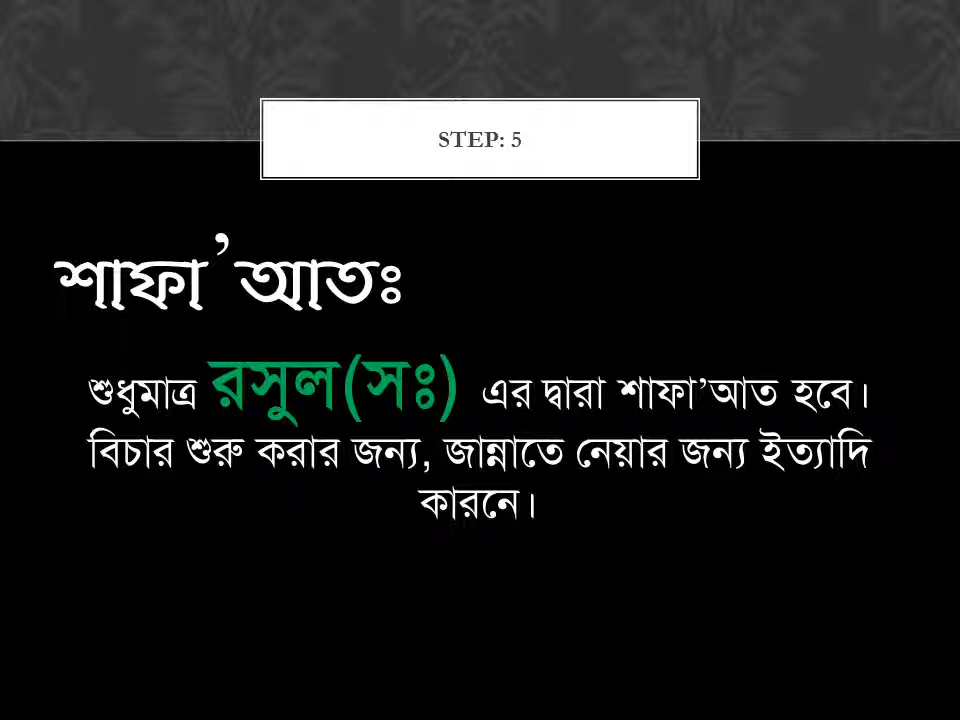 STEP: 5
শাফা’আতঃ
শুধুমাত্র রসুল(সঃ) এর দ্বারা শাফা’আত হবে।
বিচার শুরু করার জন্য, জান্নাতে নেয়ার জন্য ইত্যাদি
কারনে।